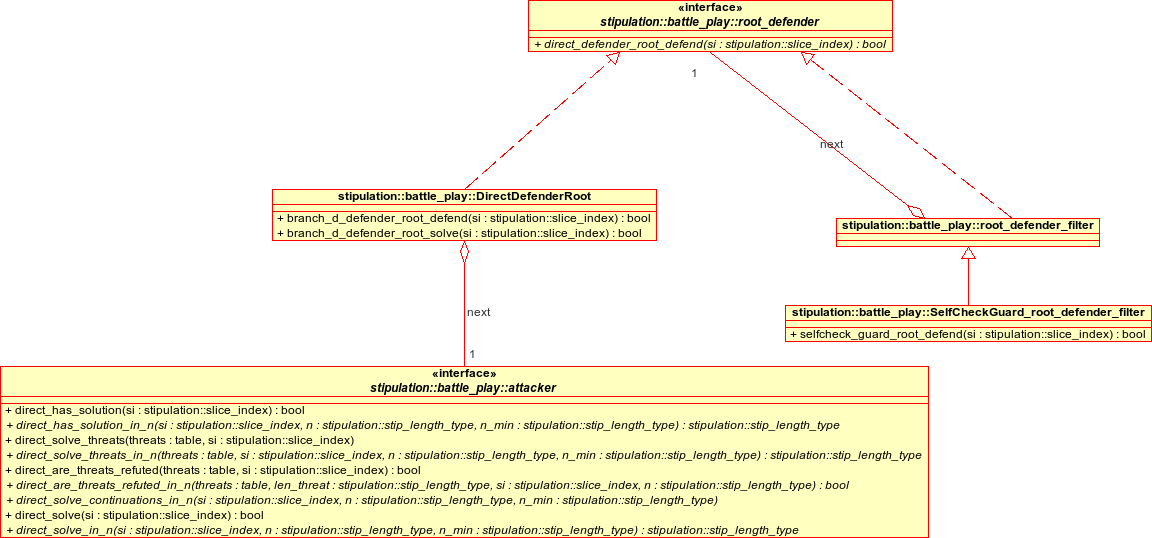 «interface»
stipulation::battle_play::root_defender
+ direct_defender_root_defend(si : stipulation::slice_index) : bool
1
next
stipulation::battle_play::DirectDefenderRoot
+ branch_d_defender_root_defend(si : stipulation::slice_index) : bool
+ branch_d_defender_root_solve(si : stipulation::slice_index) : bool
stipulation::battle_play::root_defender_filter
stipulation::battle_play::SelfCheckGuard_root_defender_filter
+ selfcheck_guard_root_defend(si : stipulation::slice_index) : bool
next
1
«interface»
stipulation::battle_play::attacker
+ direct_has_solution(si : stipulation::slice_index) : bool
+ direct_has_solution_in_n(si : stipulation::slice_index, n : stipulation::stip_length_type, n_min : stipulation::stip_length_type) : stipulation::stip_length_type
+ direct_solve_threats(threats : table, si : stipulation::slice_index)
+ direct_solve_threats_in_n(threats : table, si : stipulation::slice_index, n : stipulation::stip_length_type, n_min : stipulation::stip_length_type) : stipulation::stip_length_type
+ direct_are_threats_refuted(threats : table, si : stipulation::slice_index) : bool
+ direct_are_threats_refuted_in_n(threats : table, len_threat : stipulation::stip_length_type, si : stipulation::slice_index, n : stipulation::stip_length_type) : bool
+ direct_solve_continuations_in_n(si : stipulation::slice_index, n : stipulation::stip_length_type, n_min : stipulation::stip_length_type)
+ direct_solve(si : stipulation::slice_index) : bool
+ direct_solve_in_n(si : stipulation::slice_index, n : stipulation::stip_length_type, n_min : stipulation::stip_length_type) : stipulation::stip_length_type